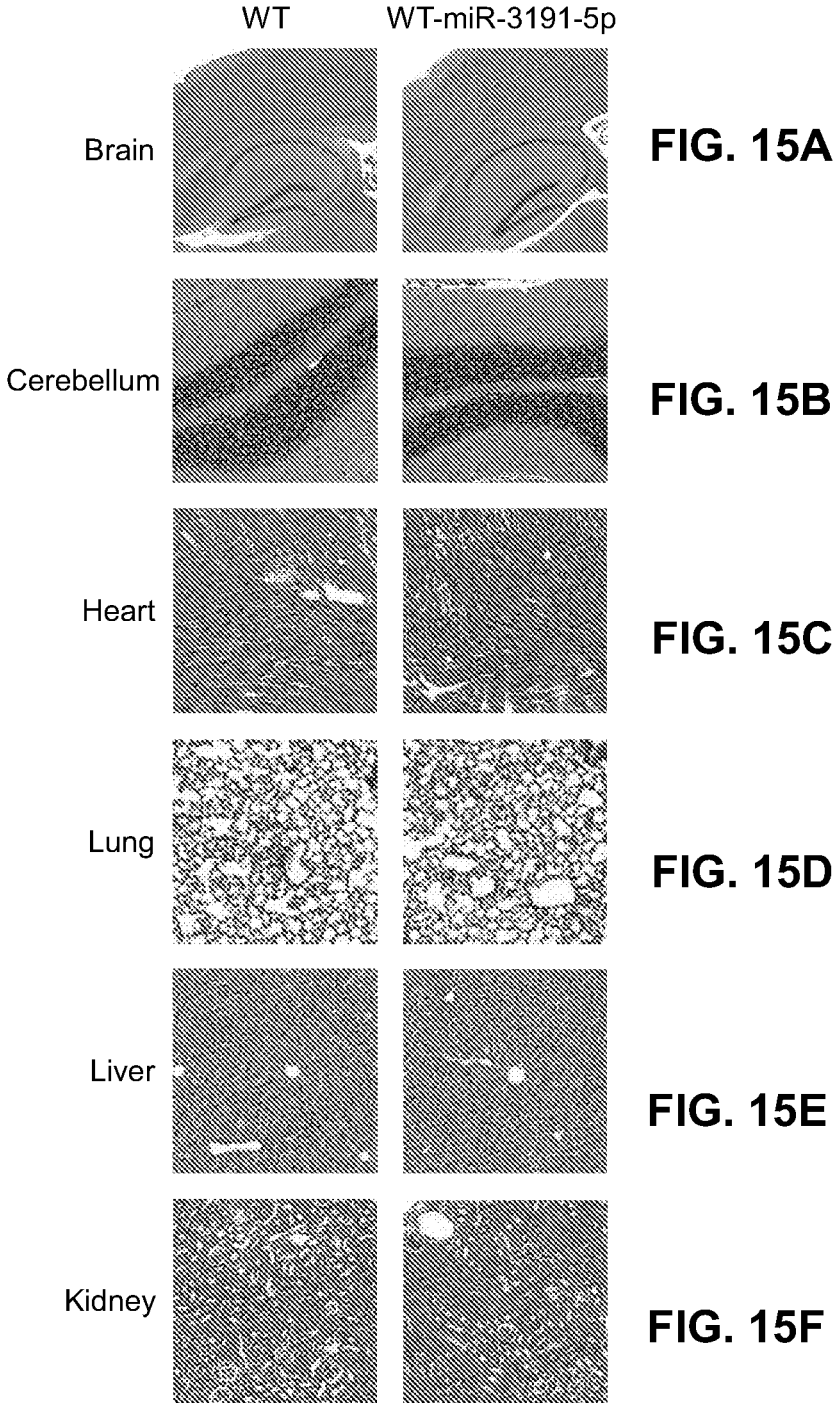 WT WT-miR-3191-5p
Brain FIG. 15A
Cerebellum FIG. 15B
Heart FIG. 15C
Lung FIG. 15D
Liver FIG. 15E
Kidney FIG. 15F